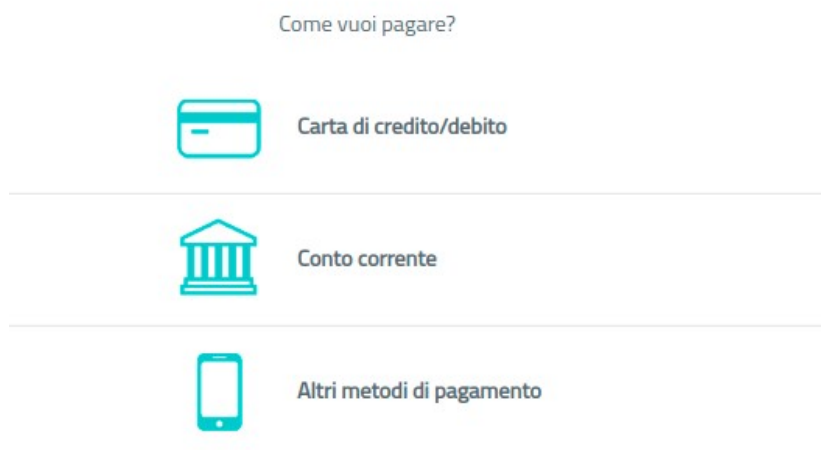 Come vuoi pagare?
Carta di credito/debito
Conto corrente
Altri metodi di pagamento